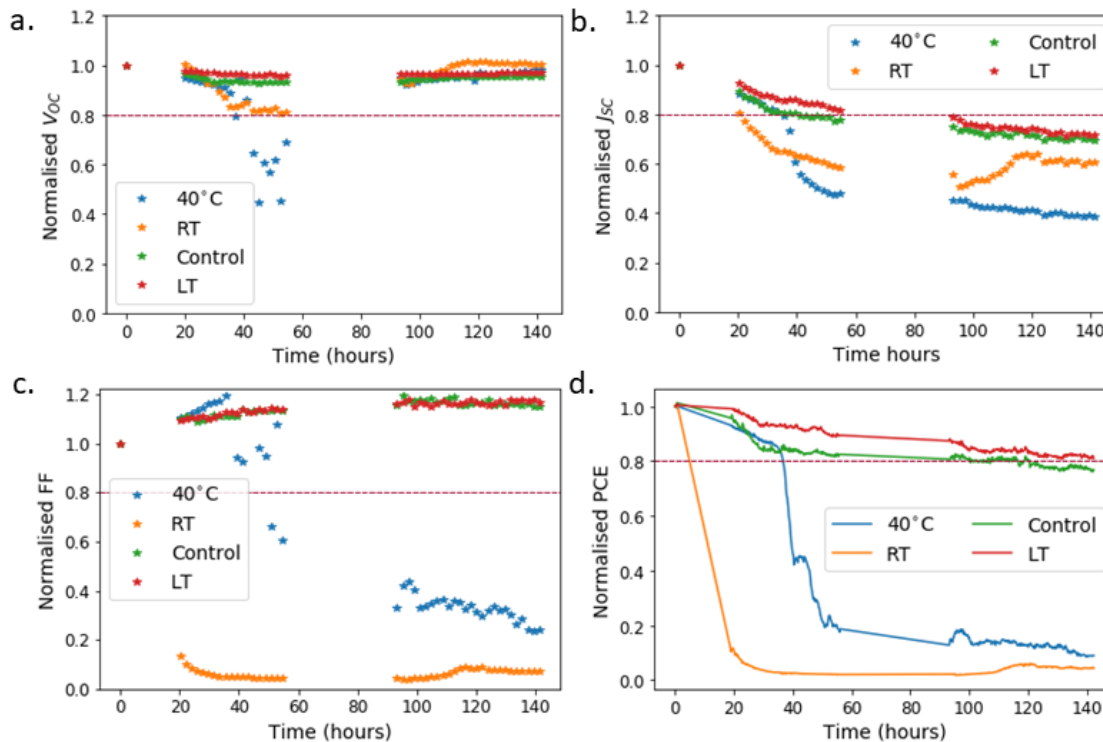 a.
1.2
1.0
0.8
0.6
0.4
0.2
0.0
Normalised V_OC
40°C
RT
Control
LT
0 20 40 60 80 100 120 140
Time (hours)
b.
1.2
1.0
0.8
0.6
0.4
0.2
0.0
Normalised J_SC
40°C Control
RT LT
0 20 40 60 80 100 120 140
Time hours
c.
1.2
1.0
0.8
0.6
0.4
0.2
0.0
Normalised FF
40°C
RT
Control
LT
0 20 40 60 80 100 120 140
Time (hours)
d.
1.0
0.8
0.6
0.4
0.2
0.0
Normalised PCE
40°C Control
RT LT
0 20 40 60 80 100 120 140
Time (hours)